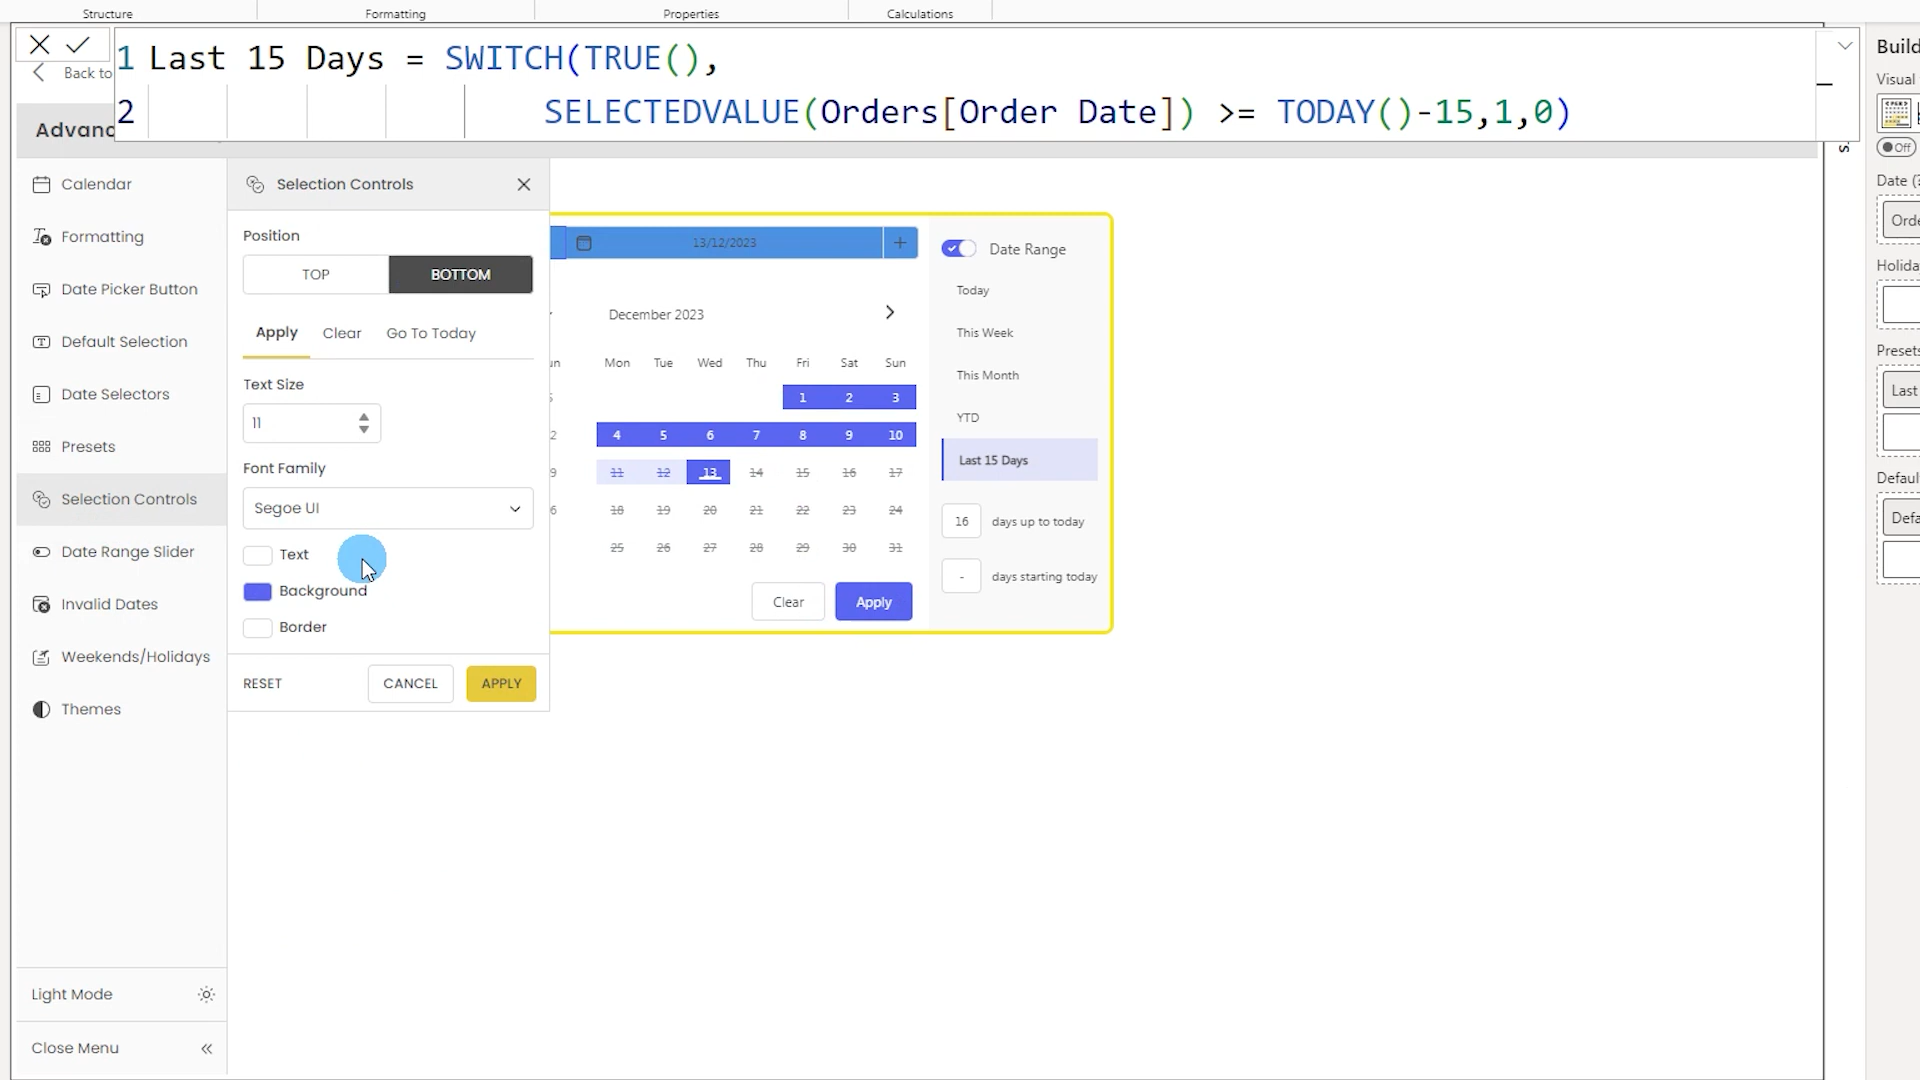 Structure
Formatting
Properties
Calculations
1 Last 15 Days = SWITCH(TRUE(),
2 SELECTEDVALUE(Orders[Order Date]) >= TODAY()-15,1,0)
Back to
Advanc
Calendar
Formatting
Date Picker Button
Default Selection
Date Selectors
Presets
Selection Controls
Date Range Slider
Invalid Dates
Weekends/Holidays
Themes
Light Mode
Close Menu
Selection Controls
Position
TOP BOTTOM
Apply Clear Go To Today
Text Size
11
Font Family
Segoe UI
Text
Background
Border
RESET CANCEL APPLY
13/12/2023
December 2023
Mon Tue Wed Thu Fri Sat Sun
1 2 3
4 5 6 7 8 9 10
11 12 13 14 15 16 17
18 19 20 21 22 23 24
25 26 27 28 29 30 31
Clear Apply
Date Range
Today
This Week
This Month
YTD
Last 15 Days
16 days up to today
- days starting today
Build
Visual
Off
Date (
Orde
Holida
Presets
Last
Defaul
Defa